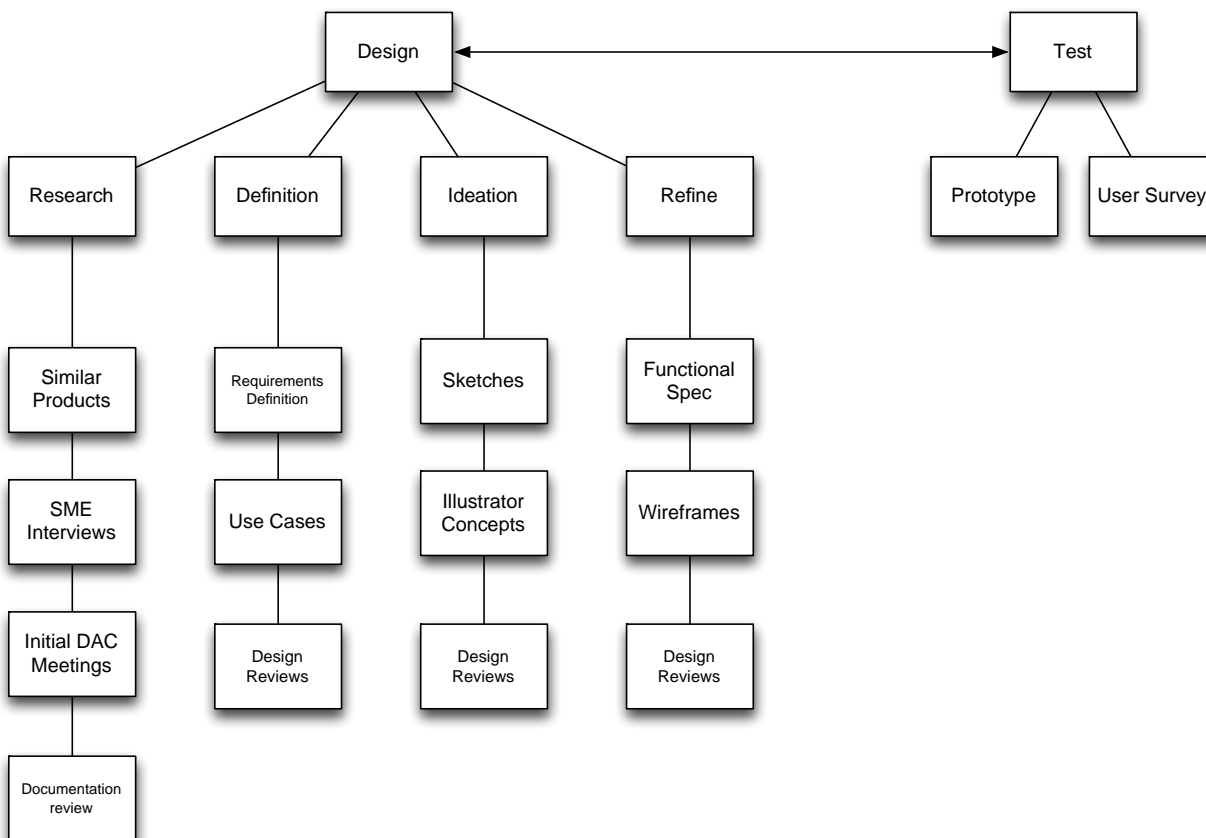 Design
Test
Research
Definition
Ideation
Refine
Prototype
User Survey
Similar
Products
Requirements
Definition
Sketches
Functional
Spec
SME
Interviews
Use Cases
Illustrator
Concepts
Wireframes
Initial DAC
Meetings
Design
Reviews
Design
Reviews
Design
Reviews
Documentation
review